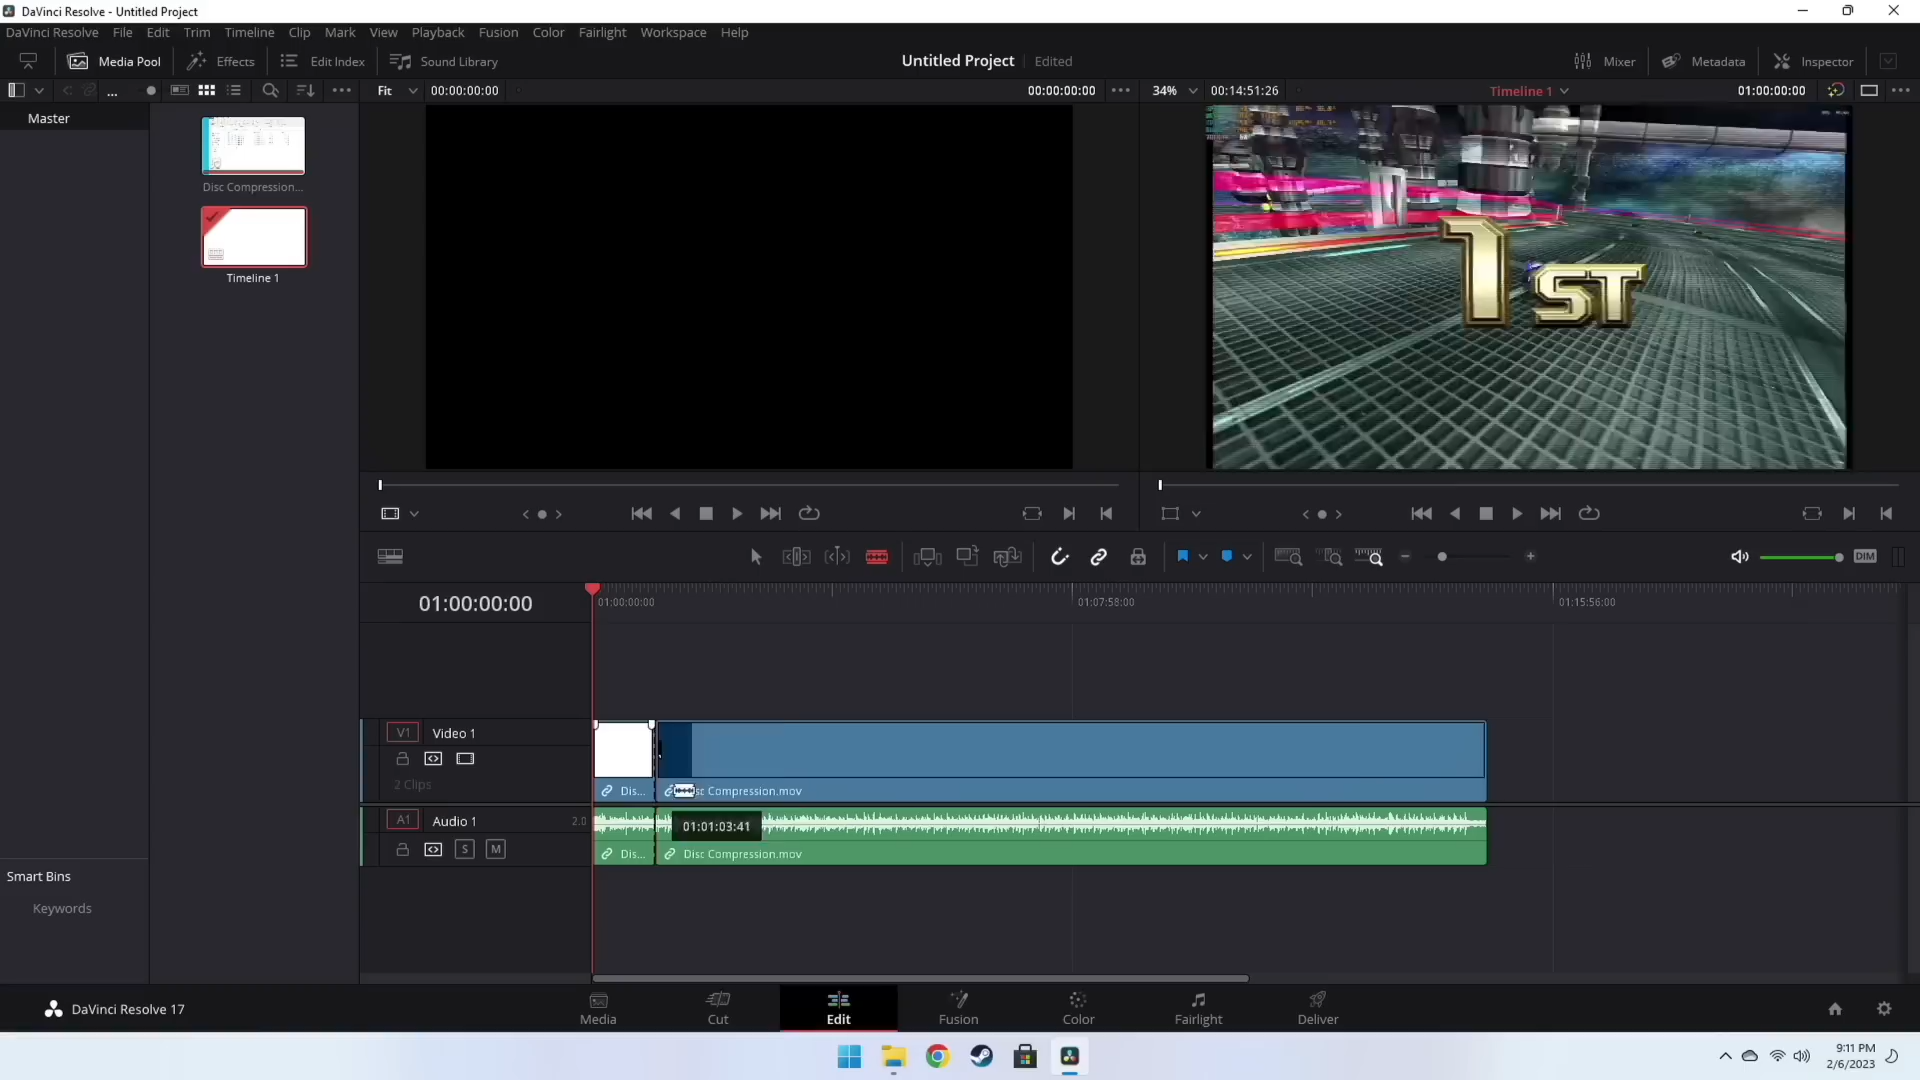 DaVinci Resolve - Untitled Project
DaVinci Resolve File Edit Trim Timeline Clip Mark View Playback Fusion Color Fairlight Workspace Help
Media Pool Effects Edit Index Sound Library Untitled Project Edited Mixer Metadata Inspector
... Fit 00:00:00:00 00:00:00:00 34% 00:14:51:26 Timeline 1 01:00:00:00
Master
Disc Compression...
Timeline 1
1ST
01:00:00:00
01:00:00:00 01:07:58:00 01:15:56:00
DIM
V1 Video 1
2 Clips
Dis... Compression.mov
A1 Audio 1 2.0
01:01:03:41
S M
Dis... Disc Compression.mov
Smart Bins
Keywords
DaVinci Resolve 17
Media Cut Edit Fusion Color Fairlight Deliver
9:11 PM
2/6/2023